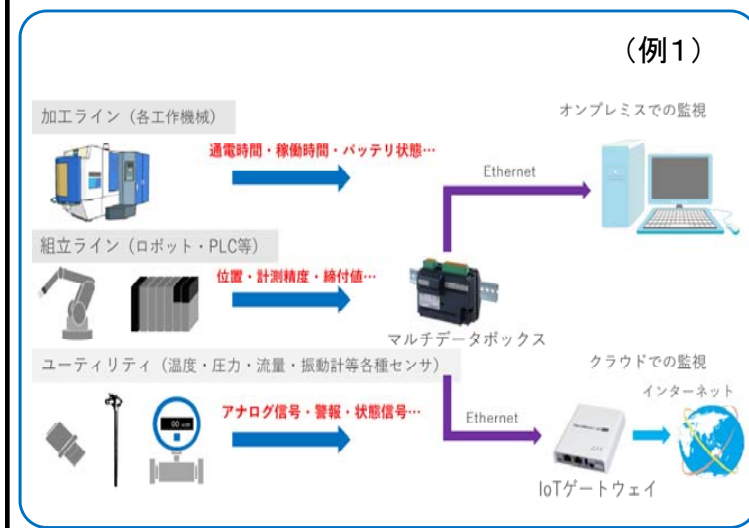 （例１）
加工ライン（各工作機械）
オンプレミスでの監視
通電時間・稼働時間・バッテリ状態…
Ethernet
組立ライン（ロボット・PLC等）
位置・計測精度・締付値…
マルチデータボックス
ユーティリティ（温度・圧力・流量・振動計等各種センサ）
クラウドでの監視
インターネット
アナログ信号・警報・状態信号…
Ethernet
IoTゲートウェイ